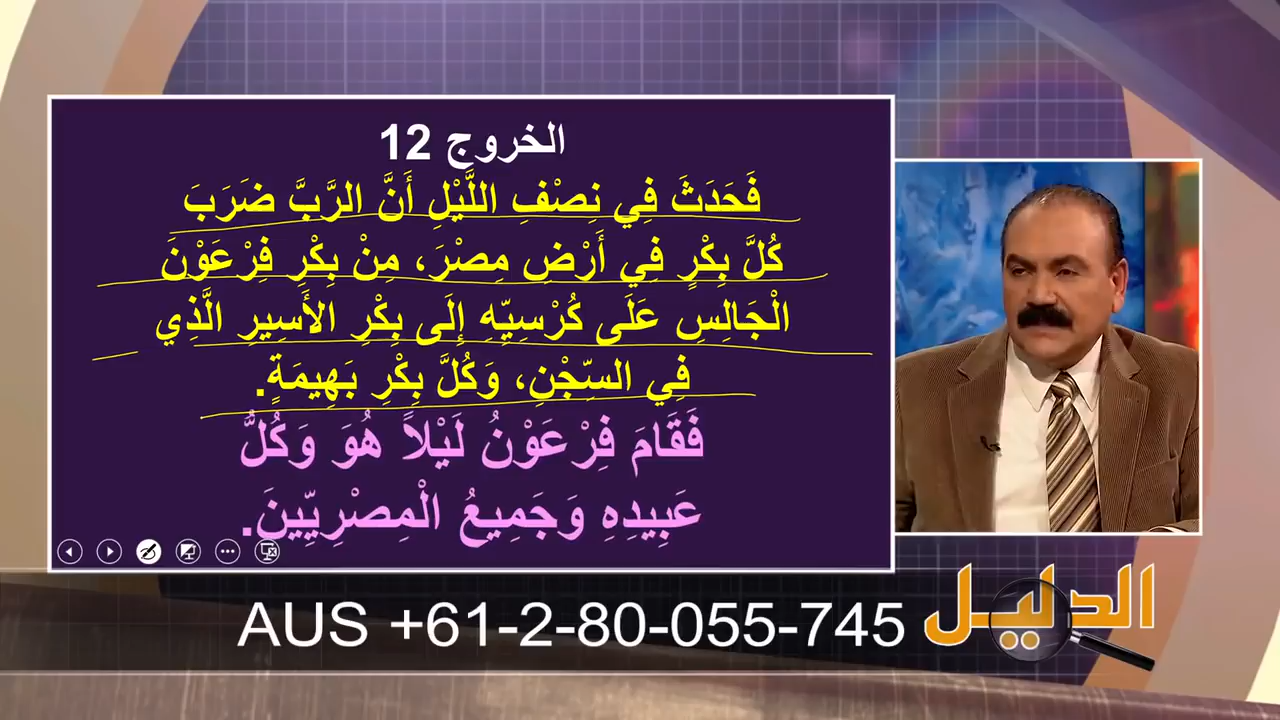 الخروج 12
فَحَدَثَ فِي نِصْفِ اللَّيْلِ أَنَّ الرَّبَّ ضَرَبَ
كُلَّ بِكْرٍ فِي أَرْضِ مِصْرَ، مِنْ بِكْرِ فِرْعَوْنَ
الْجَالِسِ عَلَى كُرْسِيِّهِ إِلَى بِكْرِ الأَسِيرِ الَّذِي
فِي السِّجْنِ، وَكُلَّ بِكْرِ بَهِيمَةٍ.
فَقَامَ فِرْعَوْنُ لَيْلاً هُوَ وَكُلُّ
عَبِيدِهِ وَجَمِيعُ الْمِصْرِيِّينَ.
AUS +61-2-80-055-745
الدليل